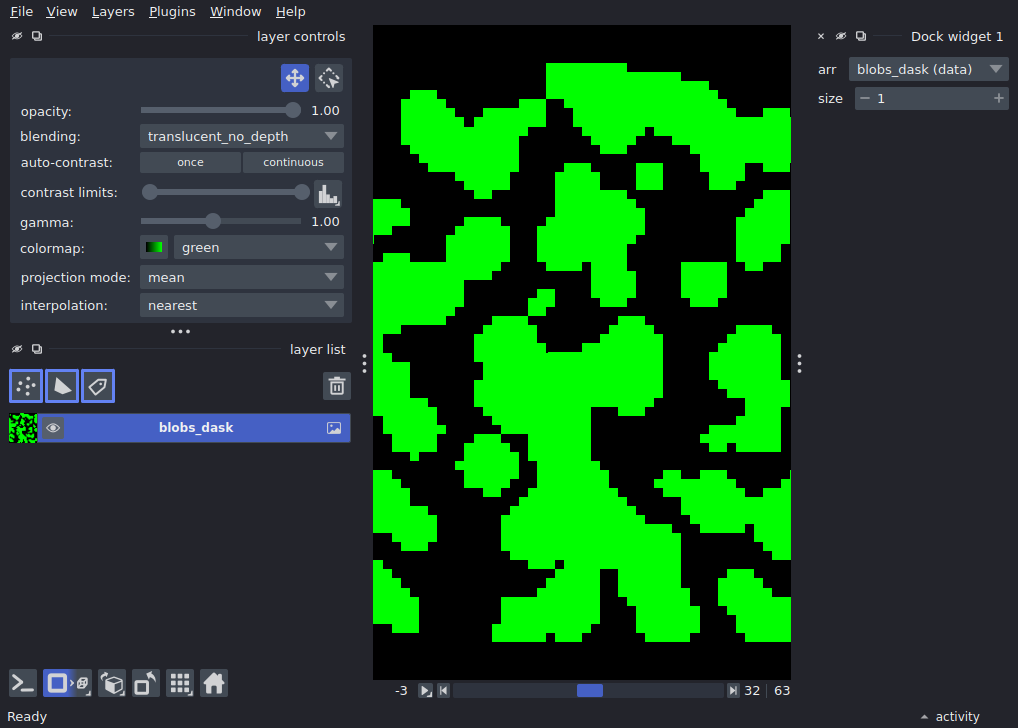 File View Layers Plugins Window Help
layer controls
opacity: 1.00
blending: translucent_no_depth
auto-contrast: once continuous
contrast limits:
gamma: 1.00
colormap: green
projection mode: mean
interpolation: nearest
layer list
blobs_dask
-3 32 63
Dock widget 1
arr blobs_dask (data)
size 1
Ready
activity